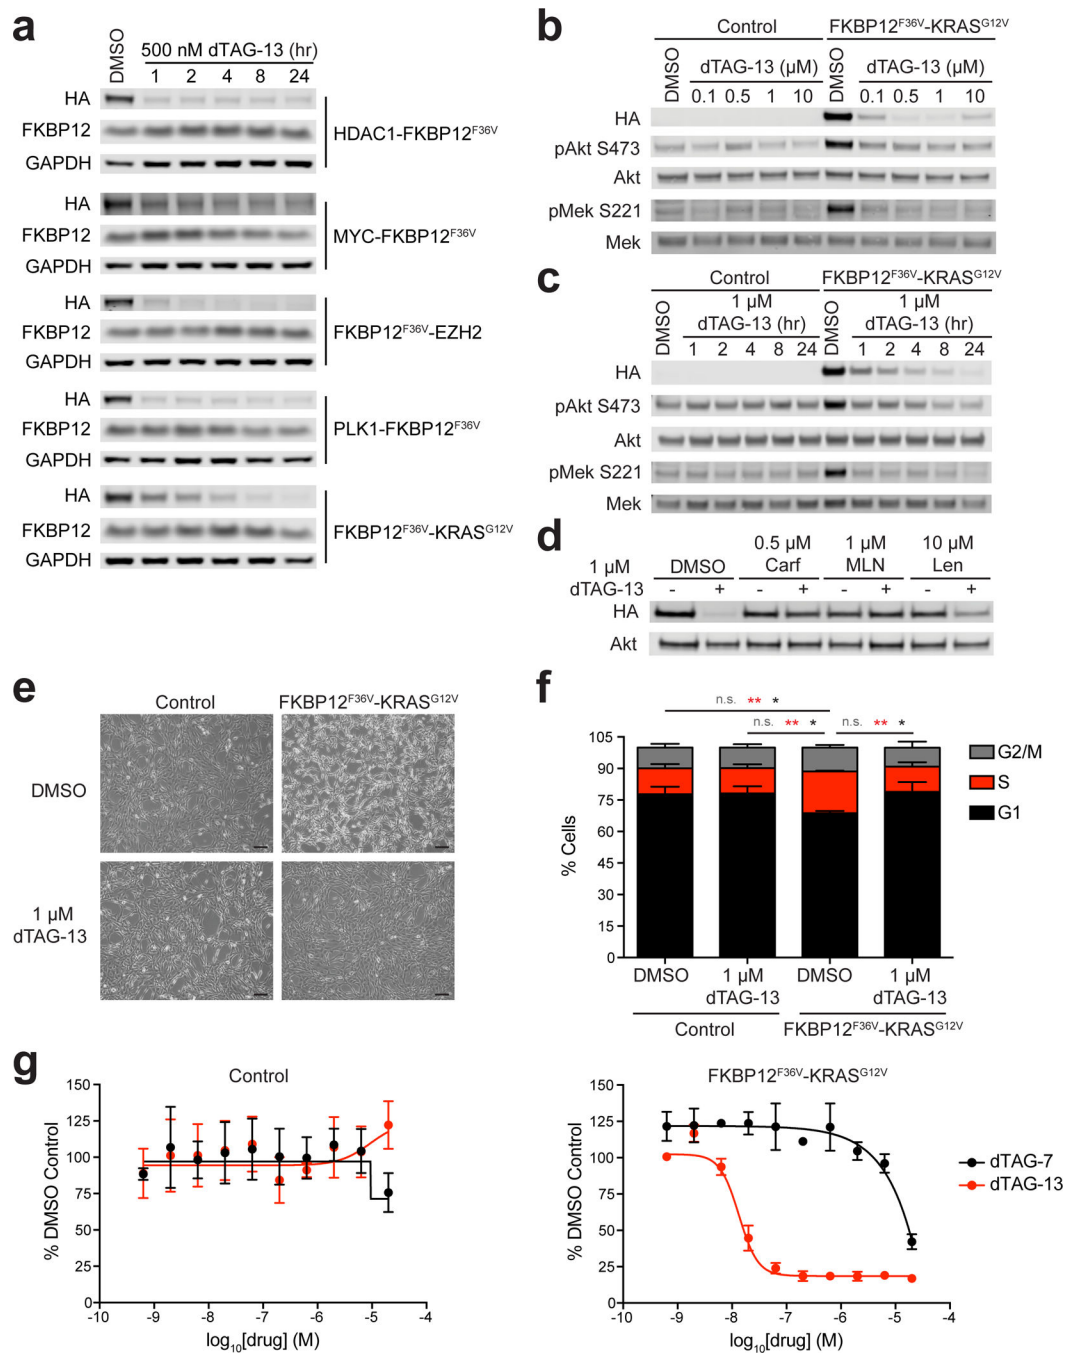 a
DMSO
500 nM dTAG-13 (hr)
1 2 4 8 24
HA
FKBP12
GAPDH
HDAC1-FKBP12F36V
HA
FKBP12
GAPDH
MYC-FKBP12F36V
HA
FKBP12
GAPDH
FKBP12F36V-EZH2
HA
FKBP12
GAPDH
PLK1-FKBP12F36V
HA
FKBP12
GAPDH
FKBP12F36V-KRASG12V
b
Control FKBP12F36V-KRASG12V
DMSO dTAG-13 (µM) DMSO dTAG-13 (µM)
0.1 0.5 1 10 0.1 0.5 1 10
HA
pAkt S473
Akt
pMek S221
Mek
c
Control FKBP12F36V-KRASG12V
DMSO 1 µM DMSO 1 µM
dTAG-13 (hr) dTAG-13 (hr)
1 2 4 8 24 1 2 4 8 24
HA
pAkt S473
Akt
pMek S221
Mek
d
0.5 µM 1 µM 10 µM
1 µM DMSO Carf MLN Len
dTAG-13 - + - + - + - +
HA
Akt
e
Control FKBP12F36V-KRASG12V
DMSO
1 µM
dTAG-13
f
n.s. ** *
n.s. ** * n.s. ** *
105
90
75
60
45
30
15
0
% Cells
G2/M
S
G1
DMSO 1 µM DMSO 1 µM
dTAG-13 dTAG-13
Control FKBP12F36V-KRASG12V
g
Control
150
125
100
75
50
25
0
% DMSO Control
-10 -9 -8 -7 -6 -5 -4
log10[drug] (M)
FKBP12F36V-KRASG12V
150
125
100
75
50
25
0
% DMSO Control
-10 -9 -8 -7 -6 -5 -4
log10[drug] (M)
dTAG-7
dTAG-13